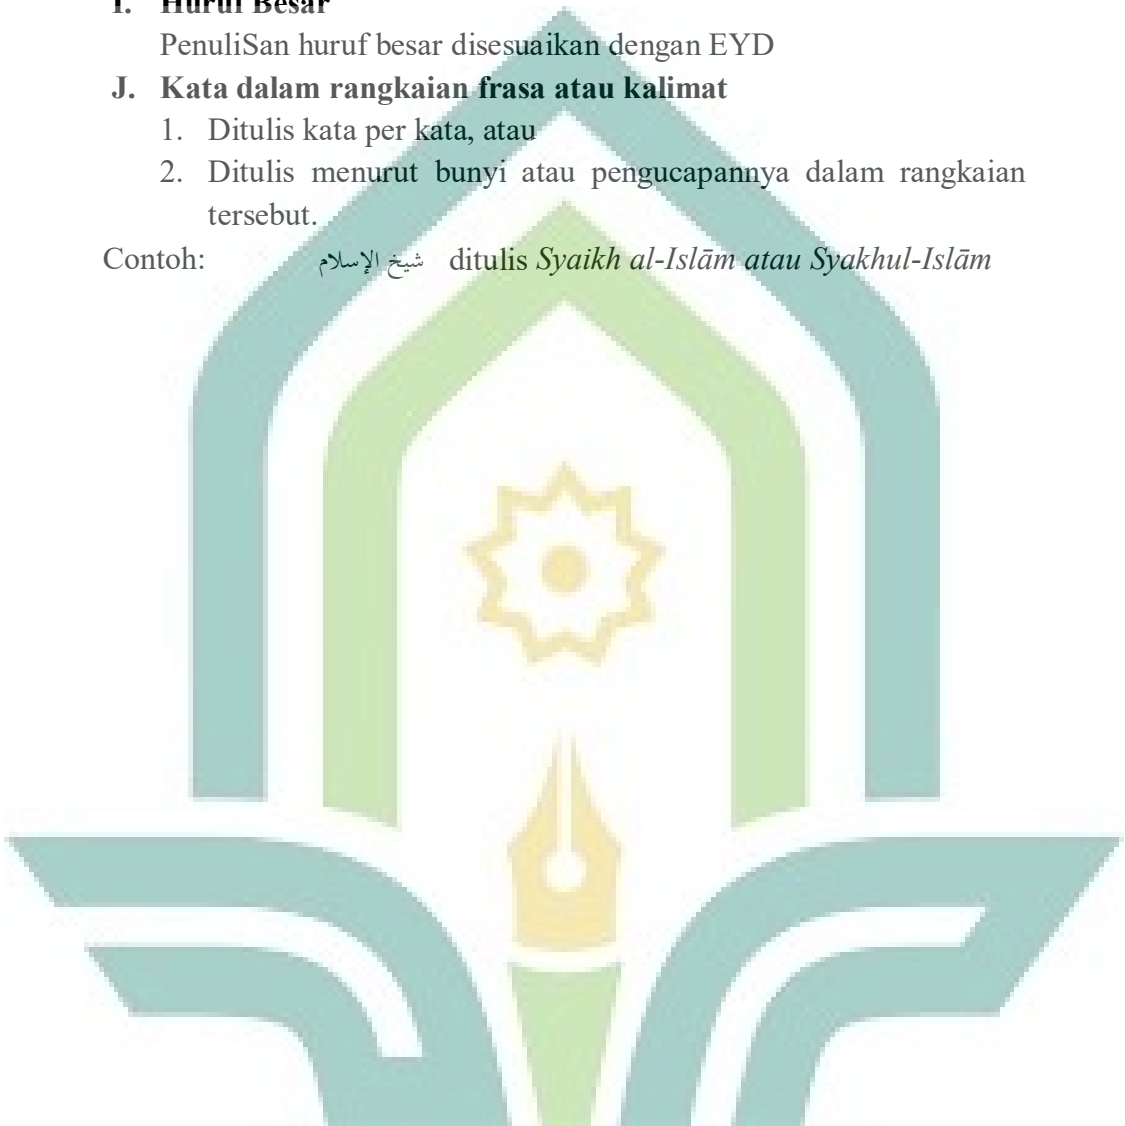 I. Huruf Besar
PenuliSan huruf besar disesuaikan dengan EYD
J. Kata dalam rangkaian frasa atau kalimat
1. Ditulis kata per kata, atau
2. Ditulis menurut bunyi atau pengucapannya dalam rangkaian
tersebut.
Contoh: شيخ الإسلام ditulis Syaikh al-Islām atau Syakhul-Islām